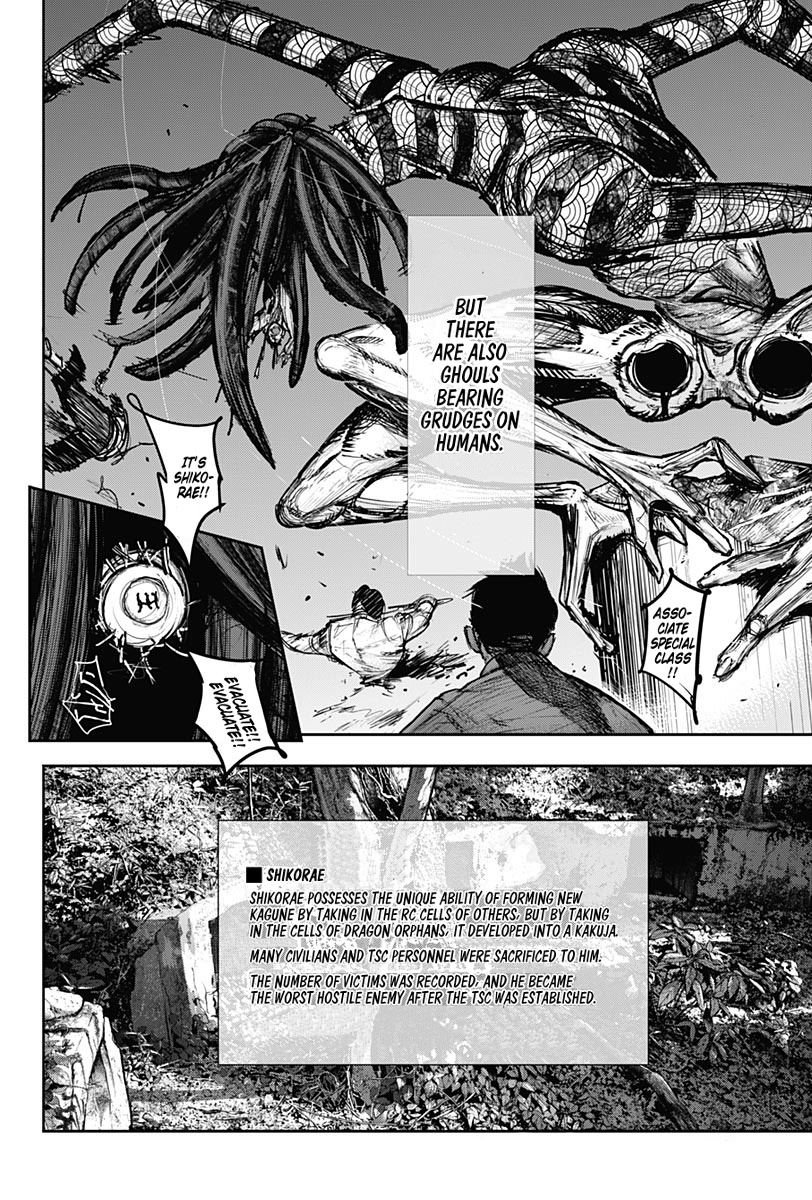 BUT
THERE
ARE ALSO
GHOULS
BEARING
GRUDGES ON
HUMANS.
IT'S
SHIKO-
RAE!!
ASSO-
CIATE
SPECIAL
CLASS
!!
EVACUATE!!
EVACUATE!!
SHIKORAE
SHIKORAE POSSESSES THE UNIQUE ABILITY OF FORMING NEW
KAGUNE BY TAKING IN THE RC CELLS OF OTHERS, BUT BY TAKING
IN THE CELLS OF DRAGON ORPHANS, IT DEVELOPED INTO A KAKUJA.
MANY CIVILIANS AND TSC PERSONNEL WERE SACRIFICED TO HIM.
THE NUMBER OF VICTIMS WAS RECORDED, AND HE BECAME
THE WORST HOSTILE ENEMY AFTER THE TSC WAS ESTABLISHED.